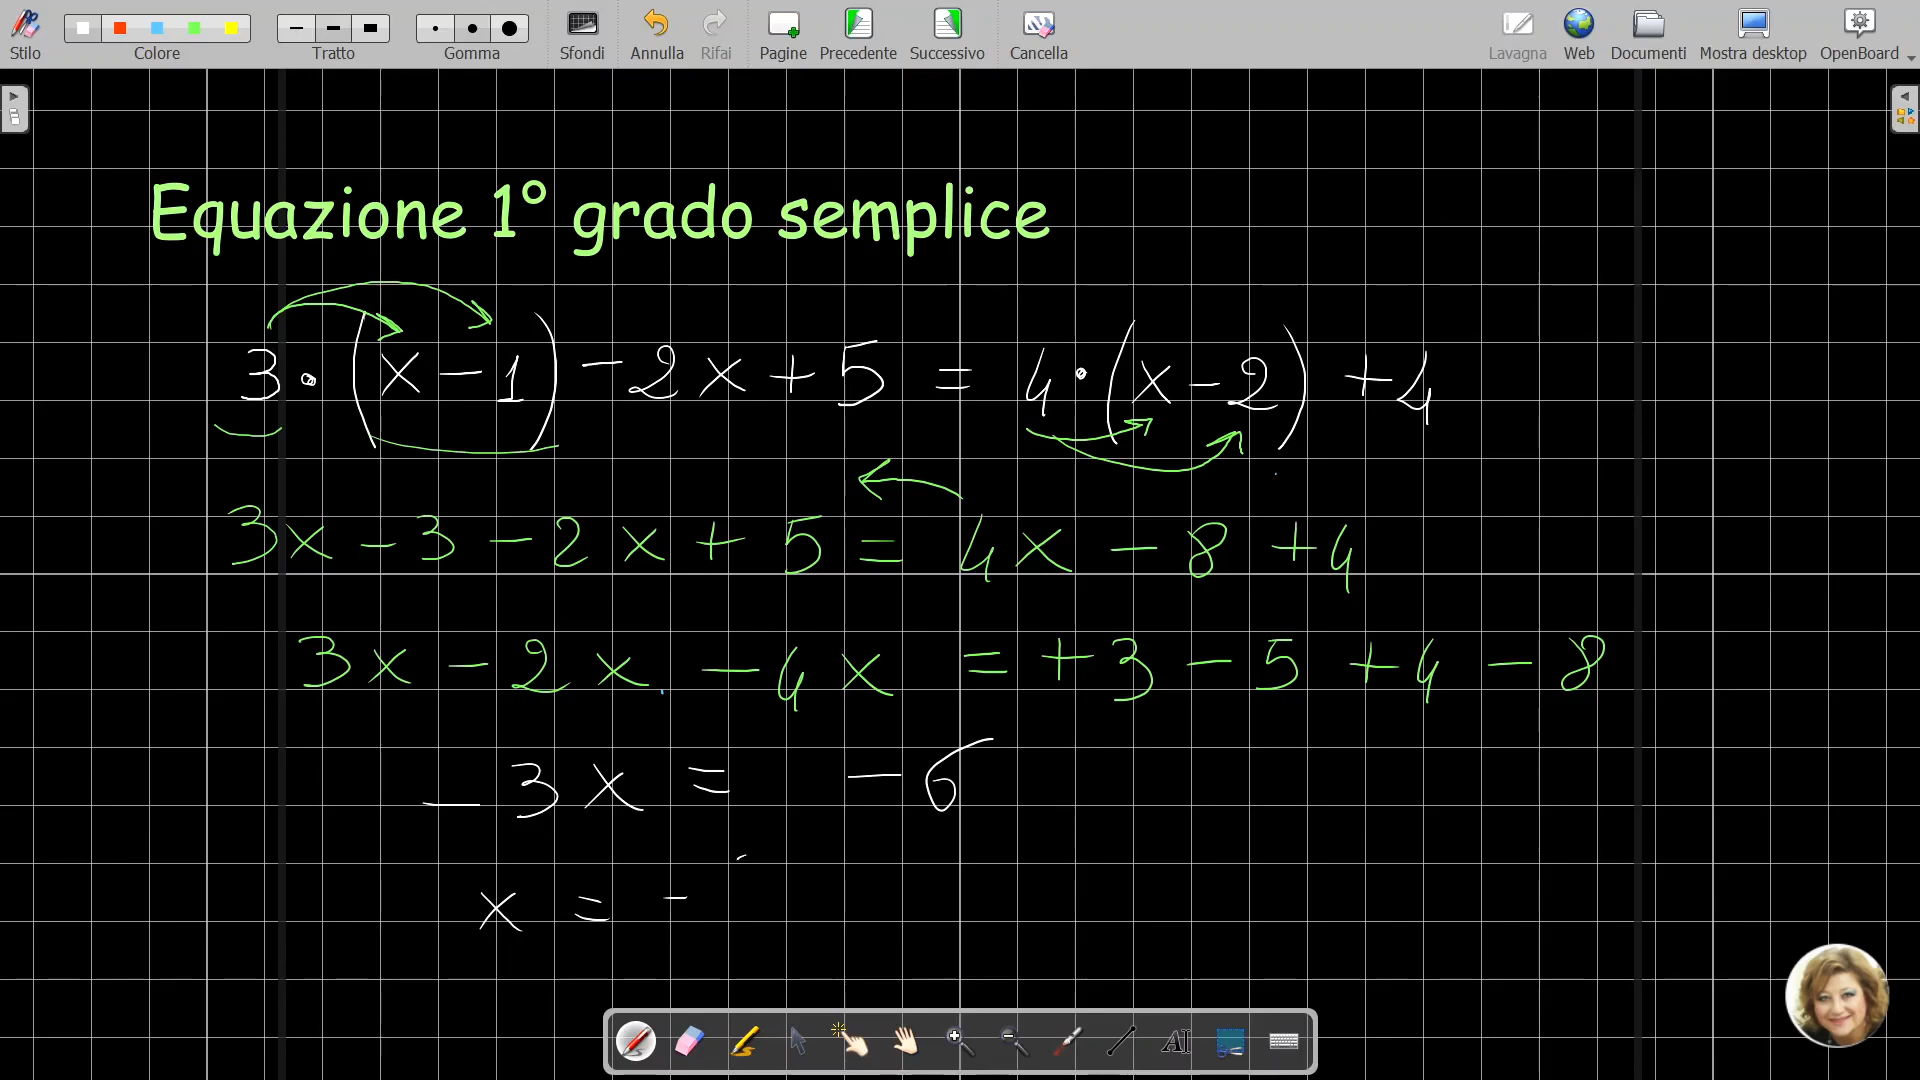 Stilo Colore Tratto Gomma Sfondi Annulla Rifai Pagine Precedente Successivo Cancella Lavagna Web Documenti Mostra desktop OpenBoard
Equazione 1° grado semplice
3·(x-1)-2x+5 = 4·(x-2)+4
3x-3-2x+5=4x-8+4
3x-2x-4x=+3-5+4-8
-3x= -6
x = -
AI